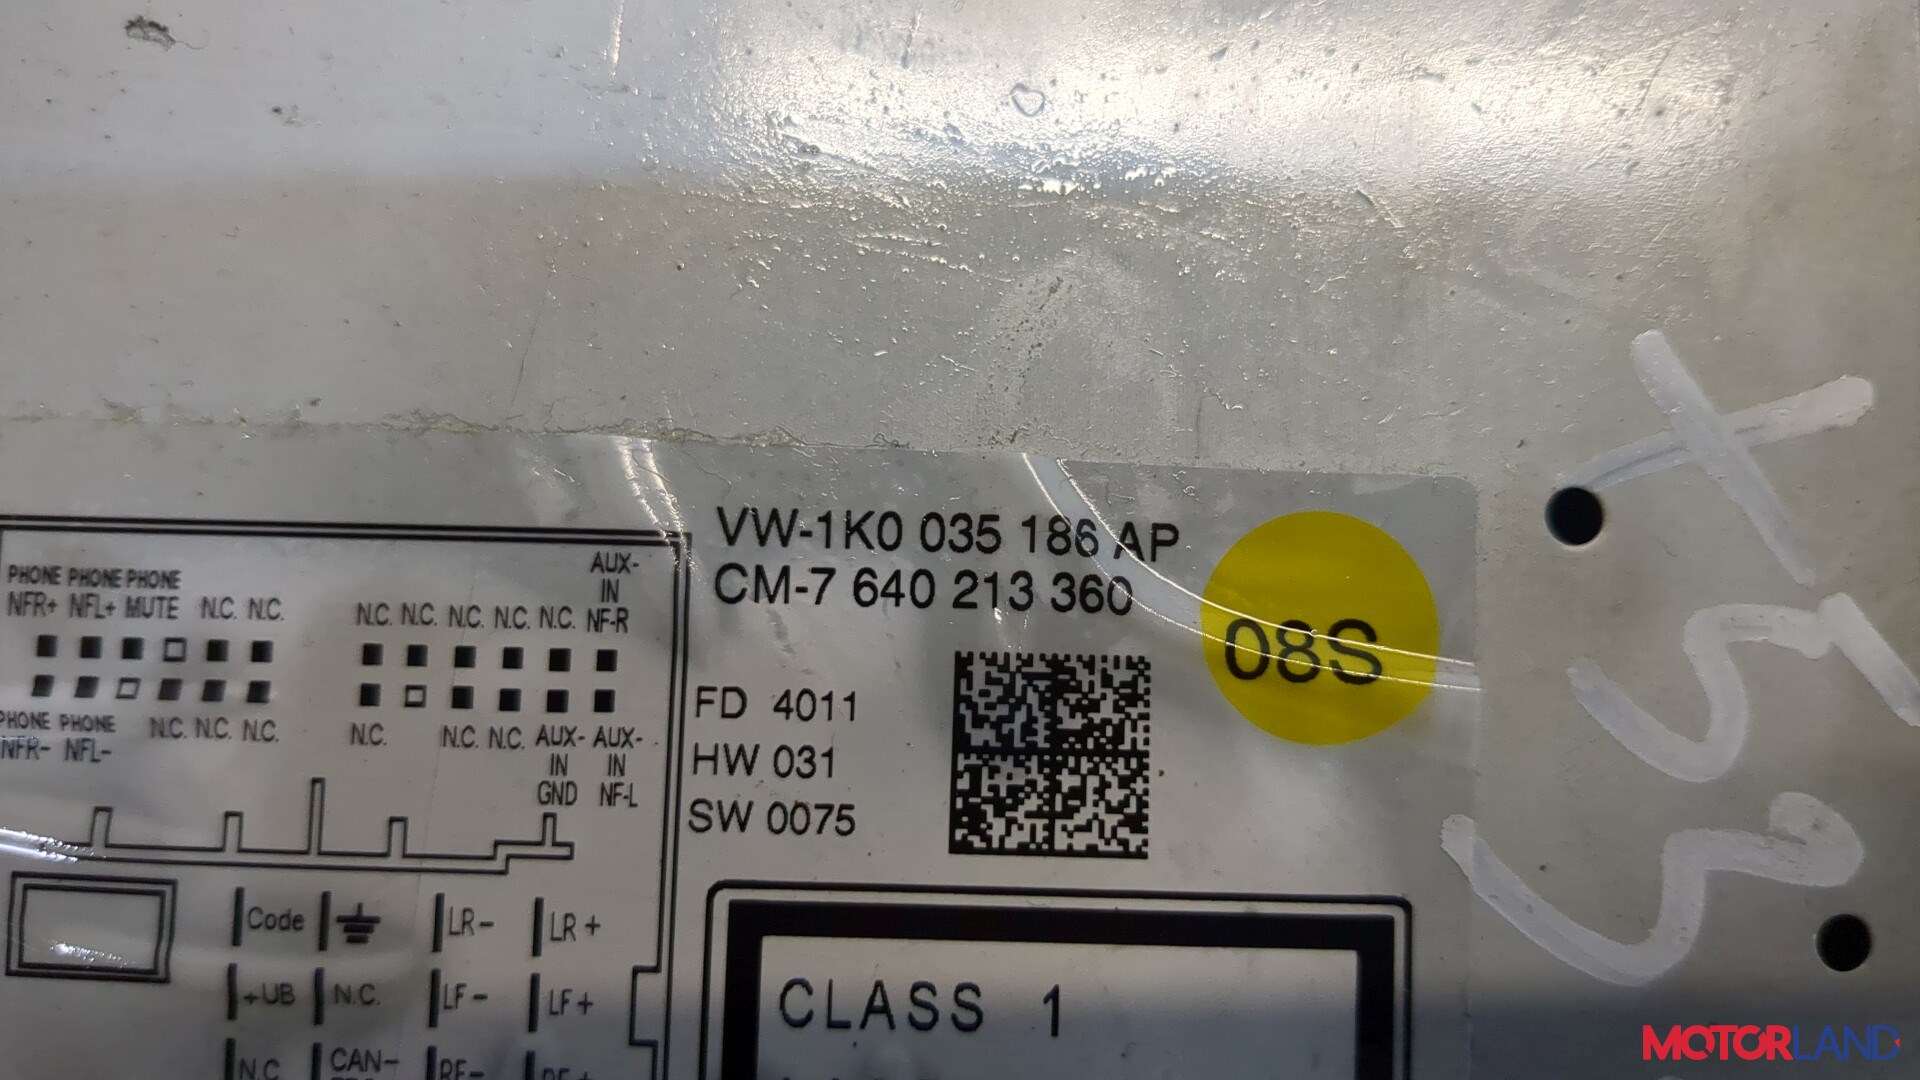 VW-1K0 035 186 AP
CM-7 640 213 360
08S
FD 4011
HW 031
SW 0075
PHONE PHONE PHONE
NFR+ NFL+ MUTE N.C. N.C.
AUX-
IN
N.C. N.C. N.C. N.C. N.C. NF-R
PHONE PHONE N.C. N.C. N.C.
NFR- NFL-
N.C. N.C. N.C. AUX- AUX-
IN IN
GND NF-L
Code LR- LR+
+UB N.C. LF- LF+
N.C. CAN- RF-
CLASS 1
MOTORLAND